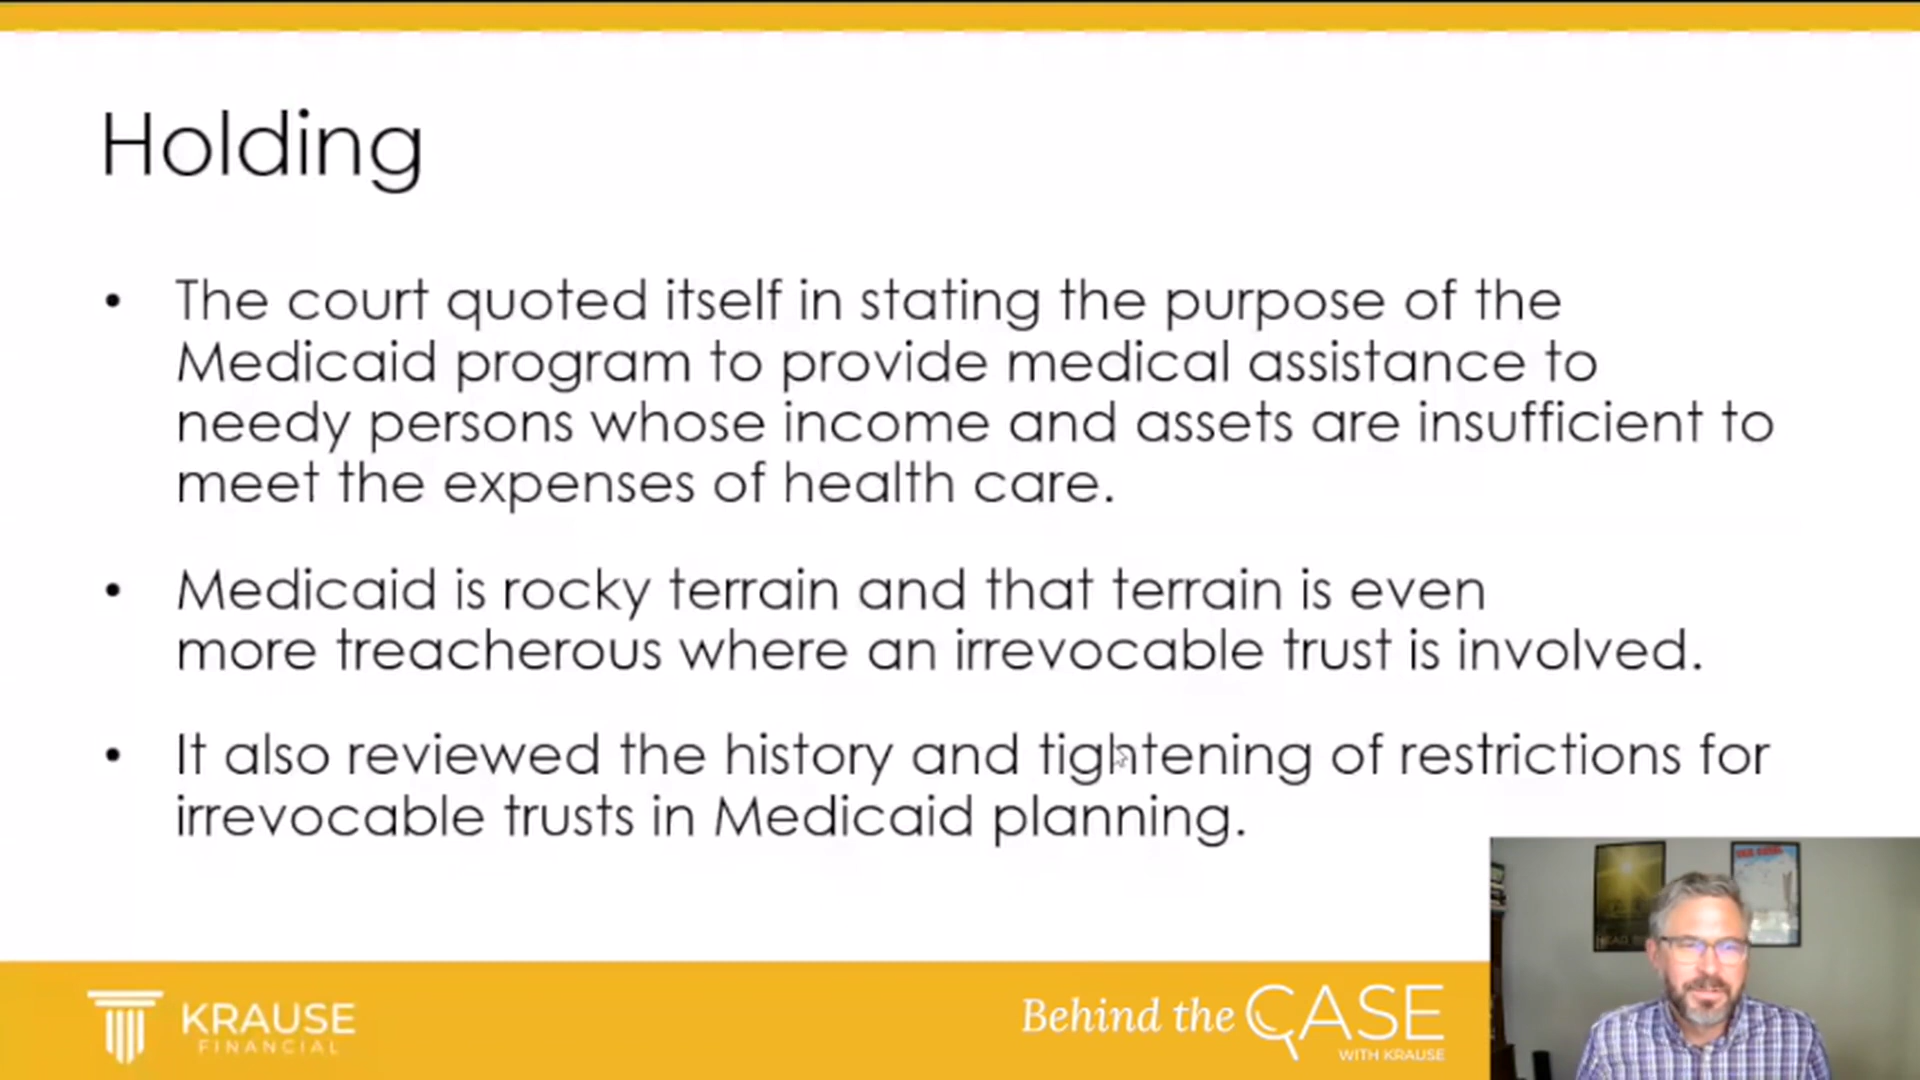 Holding
• The court quoted itself in stating the purpose of the
Medicaid program to provide medical assistance to
needy persons whose income and assets are insufficient to
meet the expenses of health care.
• Medicaid is rocky terrain and that terrain is even
more treacherous where an irrevocable trust is involved.
• It also reviewed the history and tightening of restrictions for
irrevocable trusts in Medicaid planning.
KRAUSE
FINANCIAL
Behind the CASE
WITH KRAUSE